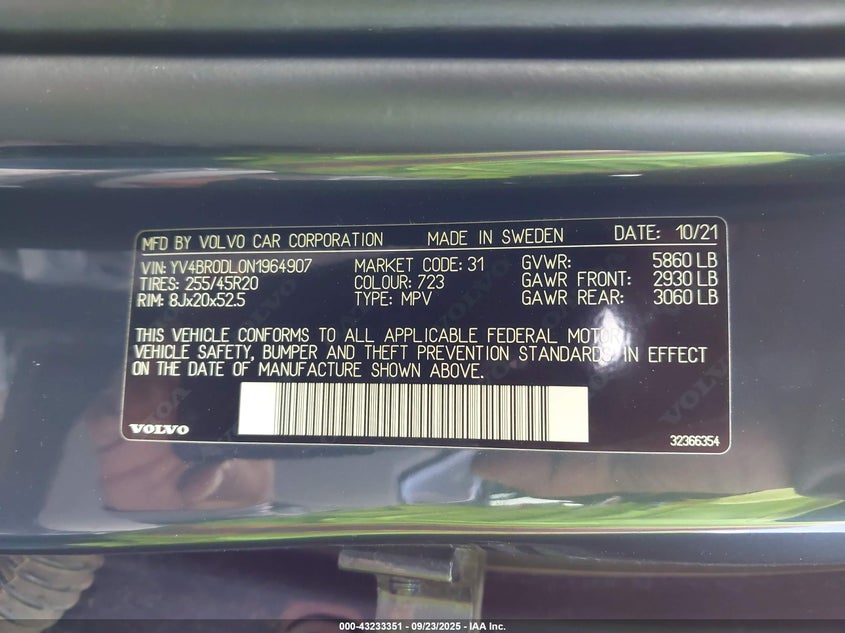 MFD BY VOLVO CAR CORPORATION MADE IN SWEDEN DATE: 10/21
VIN: YV4BR0DL0N1964907 MARKET CODE: 31 GVWR: 5860 LB
TIRES: 255/45R20 COLOUR: 723 GAWR FRONT: 2930 LB
RIM: 8Jx20x52.5 TYPE: MPV GAWR REAR: 3060 LB
THIS VEHICLE CONFORMS TO ALL APPLICABLE FEDERAL MOTOR
VEHICLE SAFETY, BUMPER AND THEFT PREVENTION STANDARDS IN EFFECT
ON THE DATE OF MANUFACTURE SHOWN ABOVE.
VOLVO 32366354
000-43233351 - 09/23/2025 - IAA Inc.